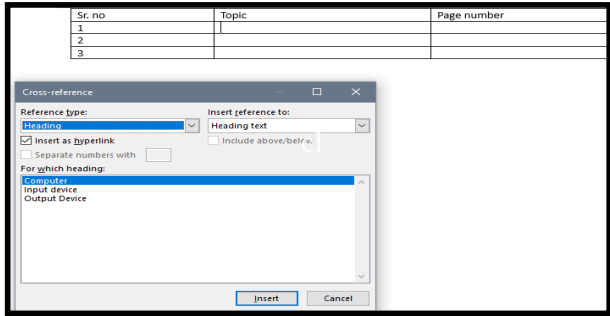 Sr. no Topic Page number
1
2
3
Cross-reference
Reference type: Insert reference to:
Heading Heading text
Insert as hyperlink Include above/below
Separate numbers with
For which heading:
Computer
Input device
Output Device
Insert Cancel